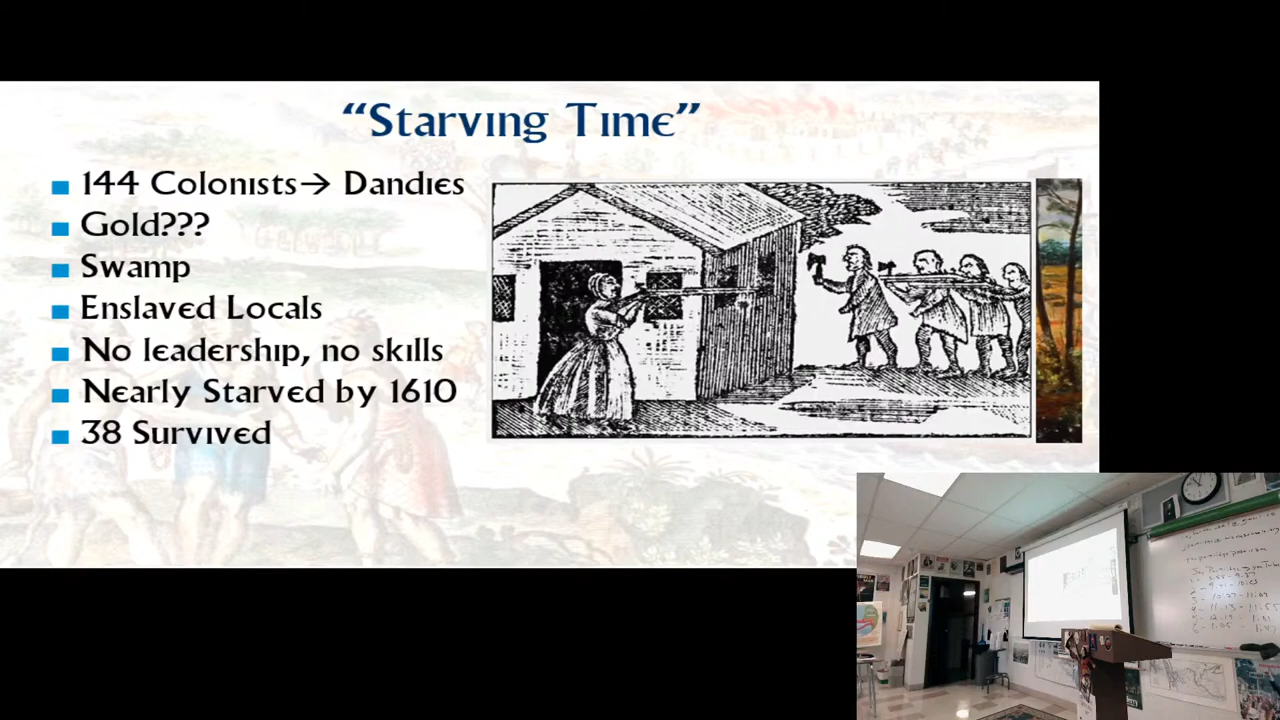 “Starving Time”
144 Colonists→ Dandies
Gold???
Swamp
Enslaved Locals
No leadership, no skills
Nearly Starved by 1610
38 Survived